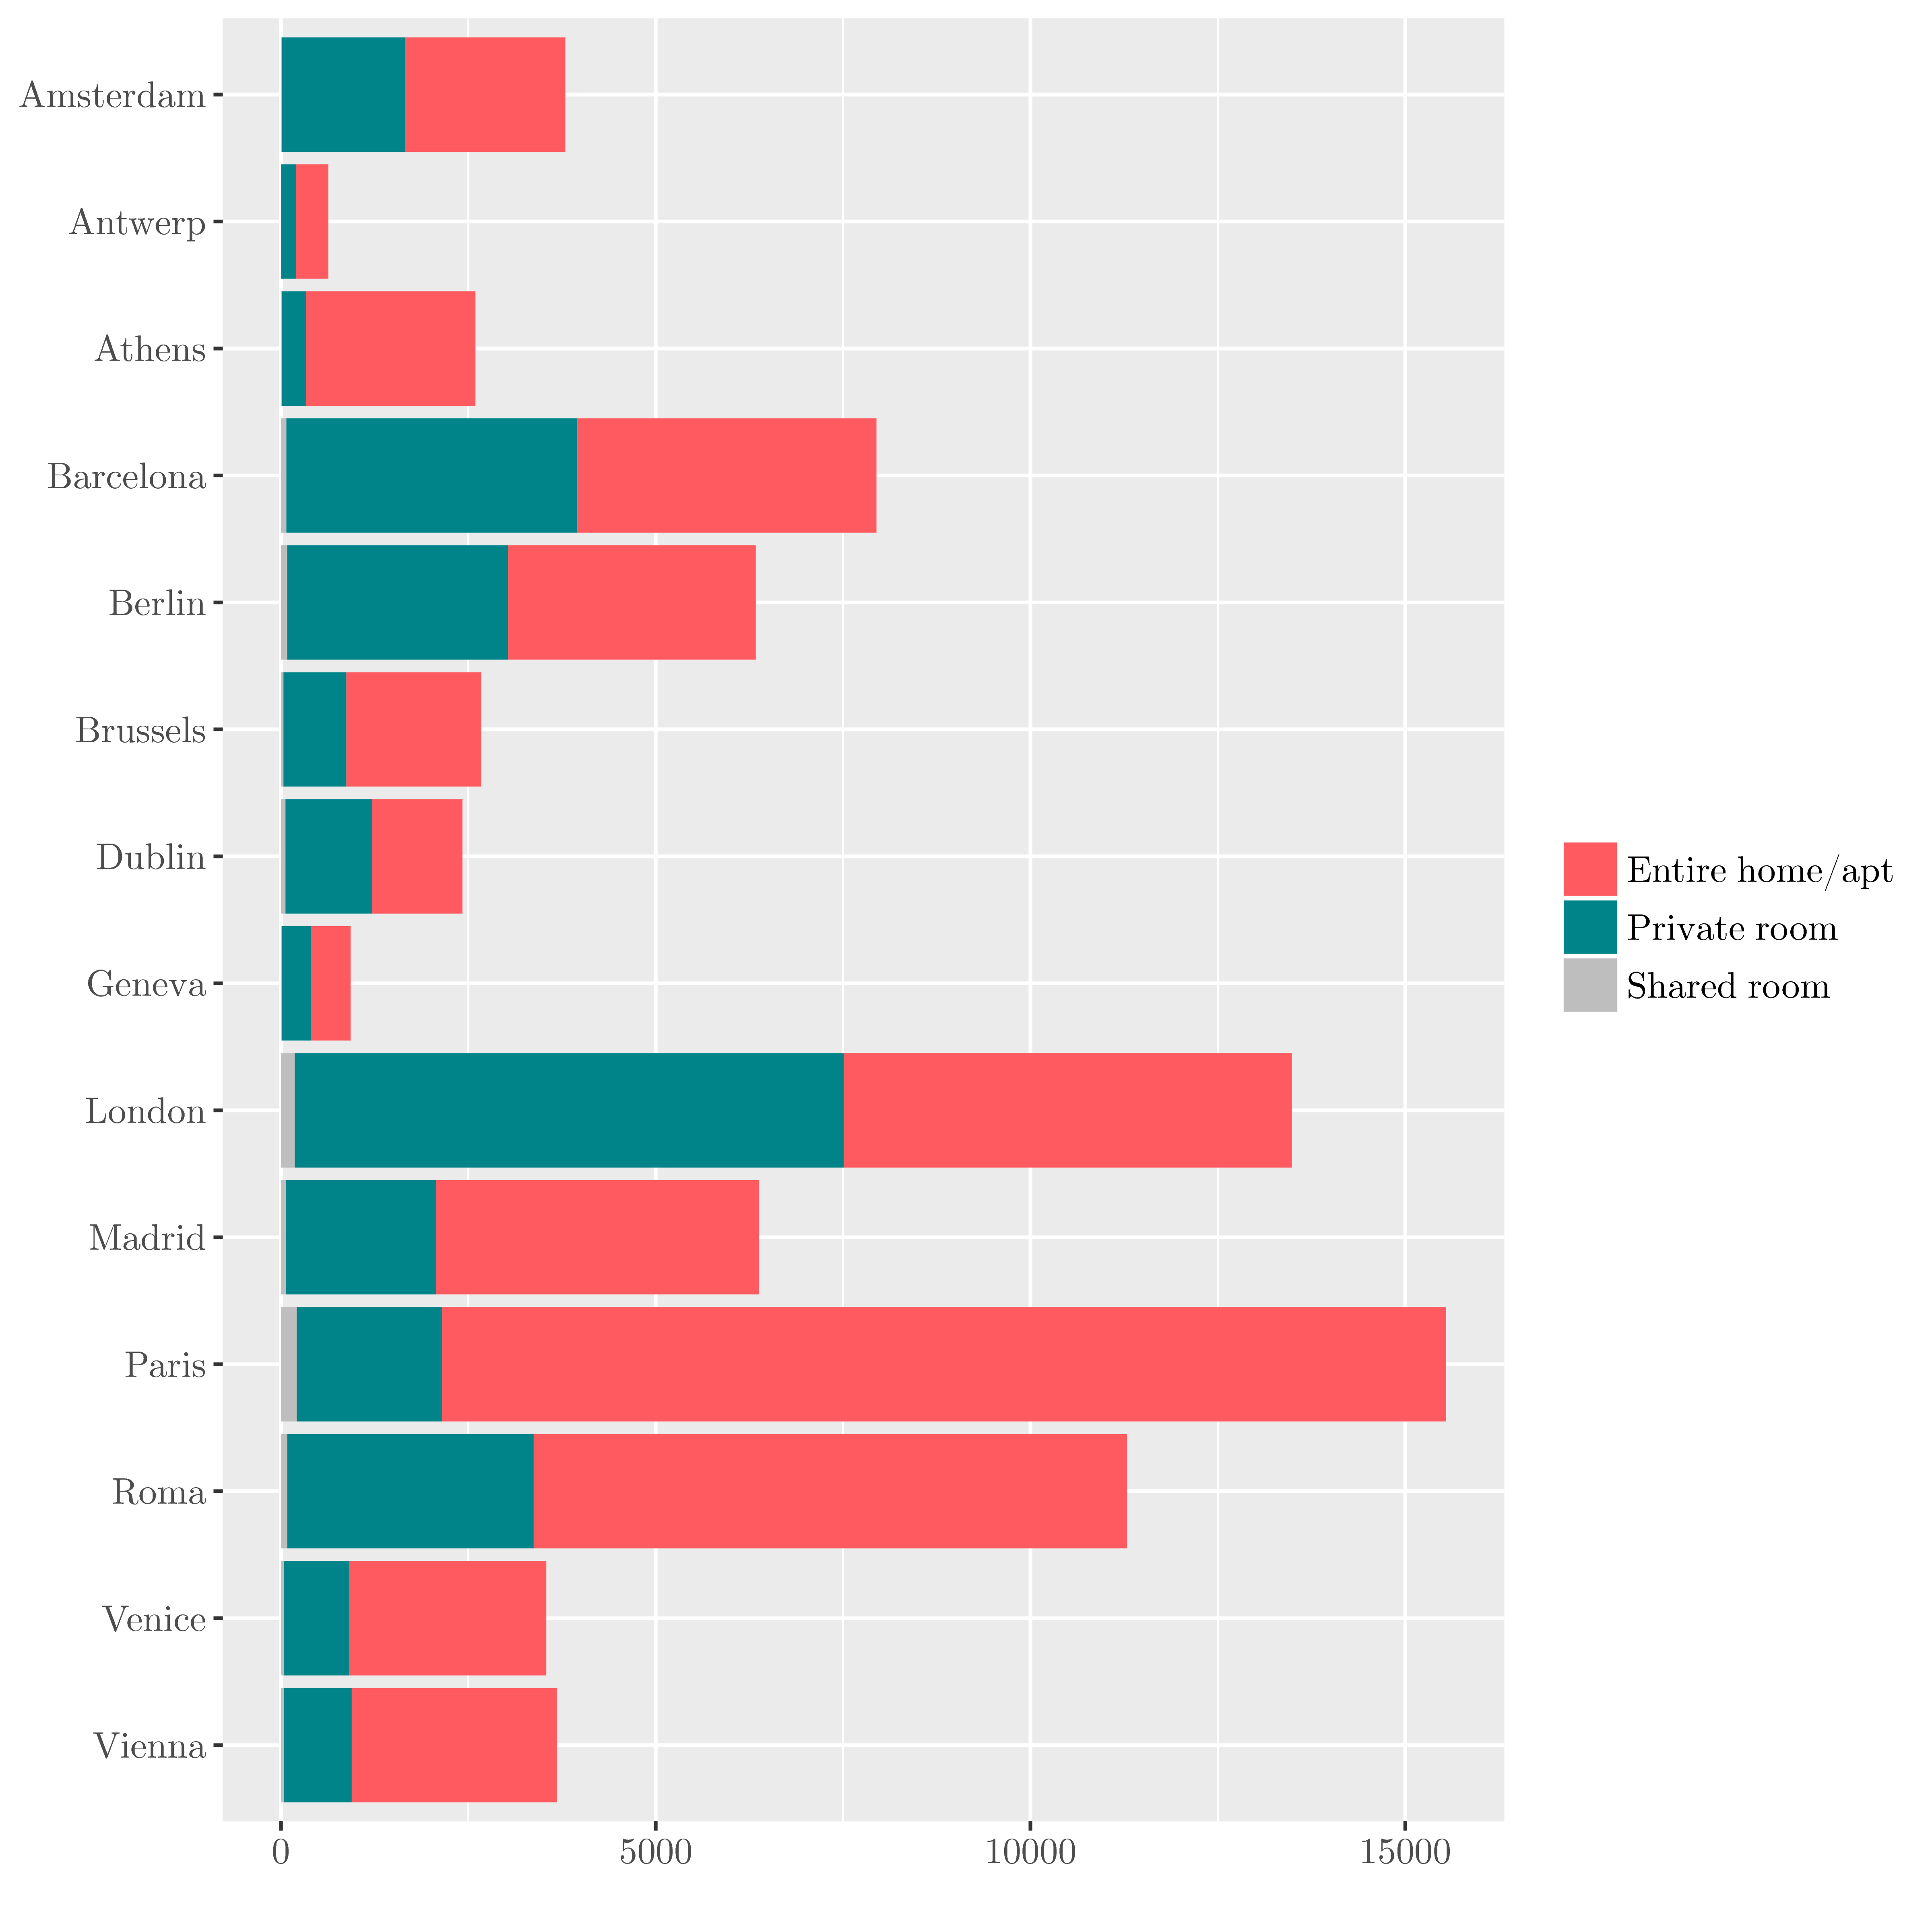 Amsterdam
Antwerp
Athens
Barcelona
Berlin
Brussels
Dublin
Geneva
London
Madrid
Paris
Roma
Venice
Vienna
0 5000 10000 15000
Entire home/apt
Private room
Shared room